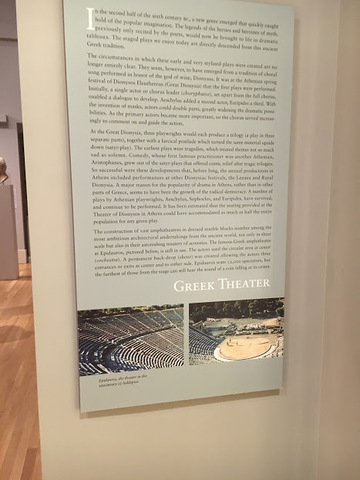 In the second half of the sixth century BC, a new genre emerged that quickly caught
hold of the popular imagination. The legends of the heroes and heroines of myth,
previously only recited by the poets, would now be brought to life in dramatic
tableaux. The staged plays we enjoy today are directly descended from this ancient
Greek tradition.
The circumstances in which these early and very stylized plays were created are no
longer entirely clear. They seem, however, to have emerged from a tradition of choral
song performed in honor of the god of wine, Dionysos. It was at the Athenian spring
festival of Dionysos Eleuthereus (Great Dionysia) that the first plays were performed.
Initially, a single actor or chorus leader (choregbates), set apart from the full chorus,
enabled a dialogue to develop. Aeschylus added a second actor, Euripides a third. With
the invention of masks, actors could double parts, greatly widening the dramatic possi-
bilities. As the primary actors became more important, so the chorus served increas-
ingly to comment on and guide the action.
At the Great Dionysia, three playwrights would each produce a trilogy (a play in three
separate parts), together with a farcical postlude which turned the same material upside
down (satyr-play). The earliest plays were tragedies, which treated themes not so much
sad as solemn. Comedy, whose first famous practitioner was another Athenian,
Aristophanes, grew out of the satyr-plays that offered comic relief after tragic trilogies.
So successful were these developments that, before long, the annual productions in
Athens included performances at other Dionysiac festivals, the Lenaea and Rural
Dionysia. A major reason for the popularity of drama in Athens, rather than in other
parts of Greece, seems to have been the growth of the radical democracy. A number of
plays by Athenian playwrights, Aeschylus, Sophocles, and Euripides, have survived,
and continue to be performed. It has been estimated that the seating provided at the
Theater of Dionysos in Athens could have accommodated as much as half the entire
population for any given play.
The construction of vast amphitheaters in dressed marble blocks number among the
most ambitious architectural undertakings from the ancient world, not only in sheer
scale but also in their astonishing mastery of acoustics. The famous Greek amphitheater
at Epidauros, pictured below, is still in use. The actors used the circular area at center
(orchestra). A permanent back-drop (skene) was created allowing the actors three
entrances or exits at center and to either side. Epidauros seats 12,000 spectators, but
the farthest of those from the stage can still hear the sound of a coin falling at its center.
GREEK THEATER
Epidauros, the theater in the
sanctuary of Asklepios.